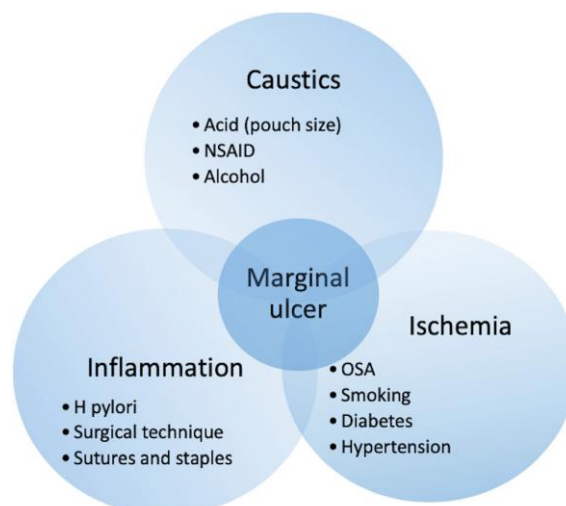 Caustics
• Acid (pouch size)
• NSAID
• Alcohol
Marginal
ulcer
Inflammation
• H pylori
• Surgical technique
• Sutures and staples
Ischemia
• OSA
• Smoking
• Diabetes
• Hypertension